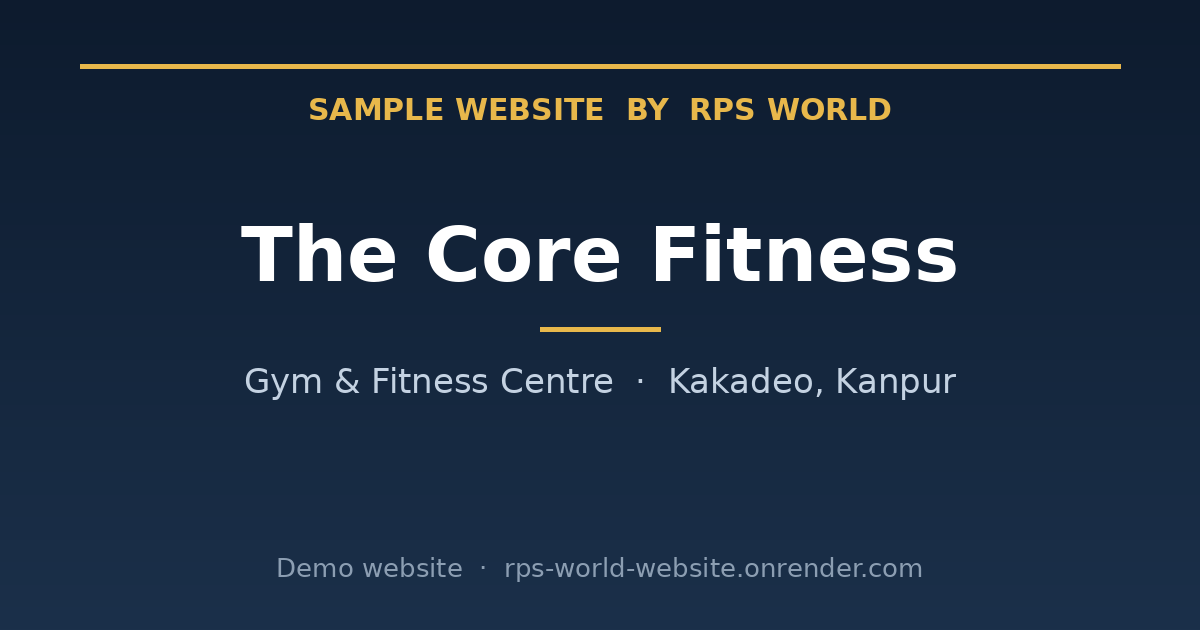 SAMPLE WEBSITE BY RPS WORLD
The Core Fitness
Gym & Fitness Centre · Kakadeo, Kanpur
Demo website · rps-world-website.onrender.com